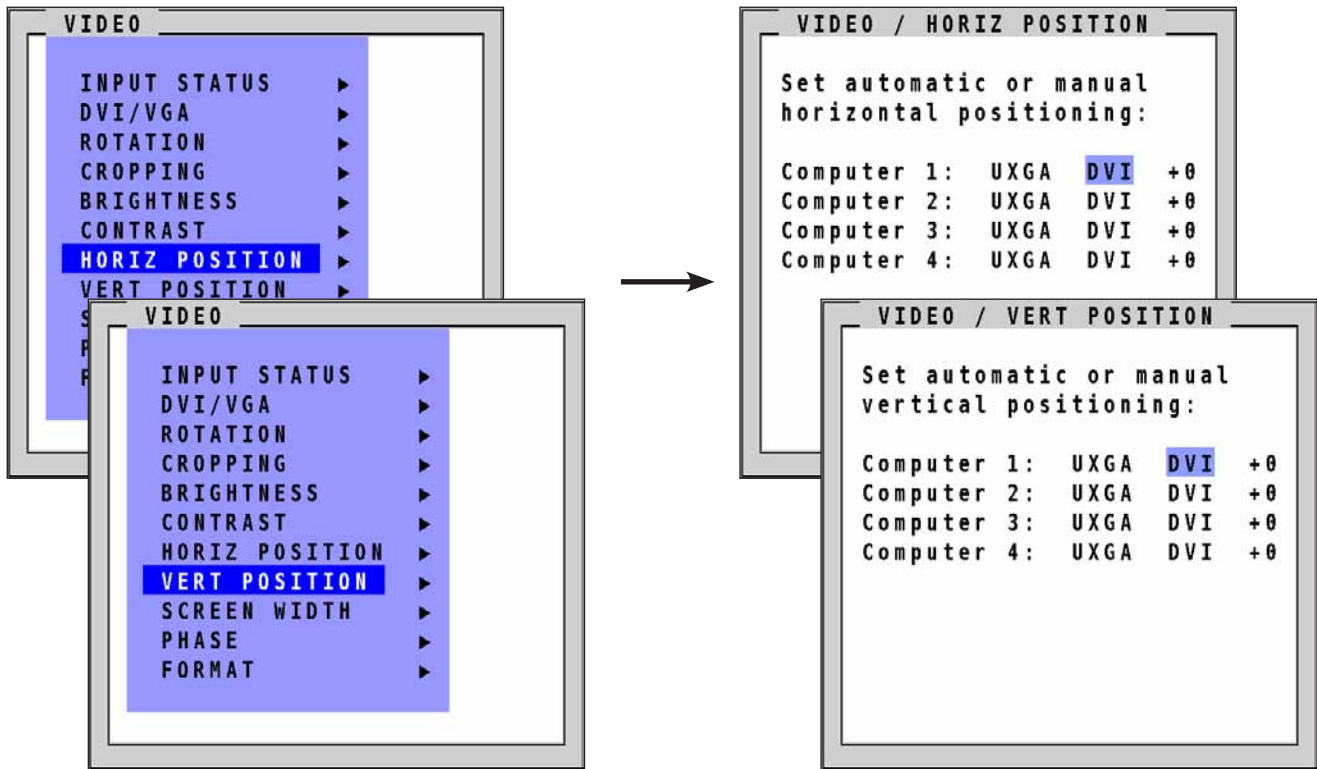 VIDEO
INPUT STATUS
DVI/VGA
ROTATION
CROPPING
BRIGHTNESS
CONTRAST
HORIZ POSITION
VERT POSITION
VIDEO
INPUT STATUS
DVI/VGA
ROTATION
CROPPING
BRIGHTNESS
CONTRAST
HORIZ POSITION
VERT POSITION
SCREEN WIDTH
PHASE
FORMAT
VIDEO / HORIZ POSITION
Set automatic or manual
horizontal positioning:
Computer 1: UXGA DVI +0
Computer 2: UXGA DVI +0
Computer 3: UXGA DVI +0
Computer 4: UXGA DVI +0
VIDEO / VERT POSITION
Set automatic or manual
vertical positioning:
Computer 1: UXGA DVI +0
Computer 2: UXGA DVI +0
Computer 3: UXGA DVI +0
Computer 4: UXGA DVI +0